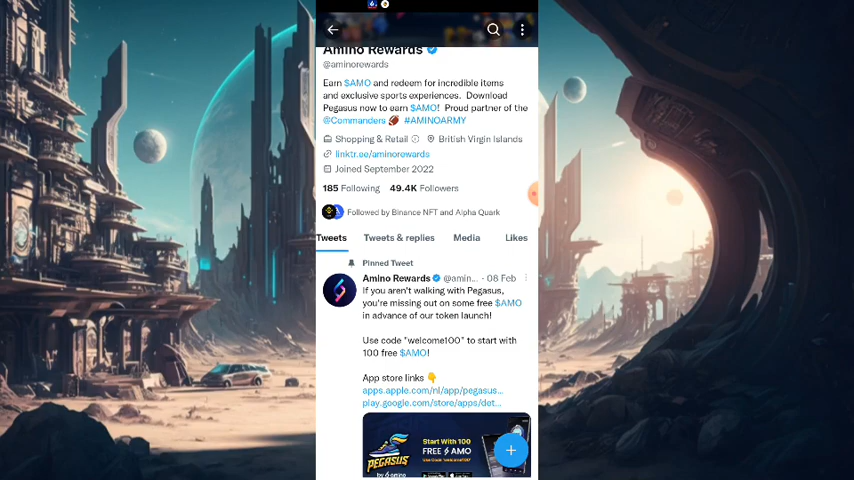 Amino Rewards
@aminorewards
Earn $AMO and redeem for incredible items
and exclusive sports experiences. Download
Pegasus now to earn $AMO! Proud partner of the
@Commanders 🏈 #AMINOARMY
Shopping & Retail British Virgin Islands
linktr.ee/aminorewards
Joined September 2022
185 Following 49.4K Followers
Followed by Binance NFT and Alpha Quark
Tweets Tweets & replies Media Likes
Pinned Tweet
Amino Rewards @amin... · 08 Feb
If you aren't walking with Pegasus,
you're missing out on some free $AMO
in advance of our token launch!
Use code "welcome100" to start with
100 free $AMO!
App store links 👇
apps.apple.com/nl/app/pegasus...
play.google.com/store/apps/det...
PEGASUS
Start With 100
FREE AMO